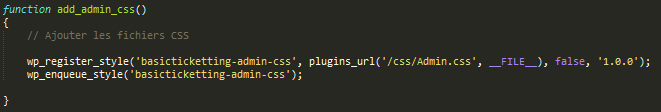 function add_admin_css()
{
// Ajouter les fichiers CSS
wp_register_style('basicticketting-admin-css', plugins_url('/css/Admin.css', __FILE__), false, '1.0.0');
wp_enqueue_style('basicticketting-admin-css');
}